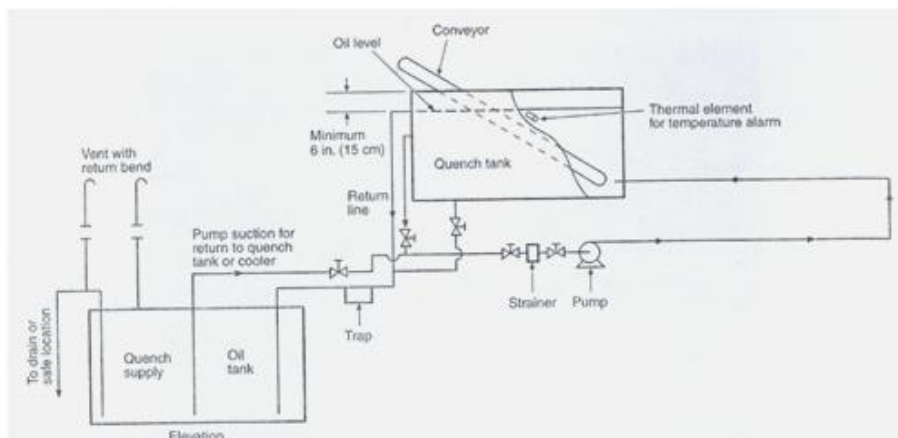 Conveyor
Oil level
Thermal element
for temperature alarm
Minimum
6 in. (15 cm)
Vent with
return bend
Quench tank
Return
line
Pump suction for
return to quench
tank or cooler
Strainer
Pump
Trap
To drain or
safe location
Quench
supply
Oil
tank
Elevation